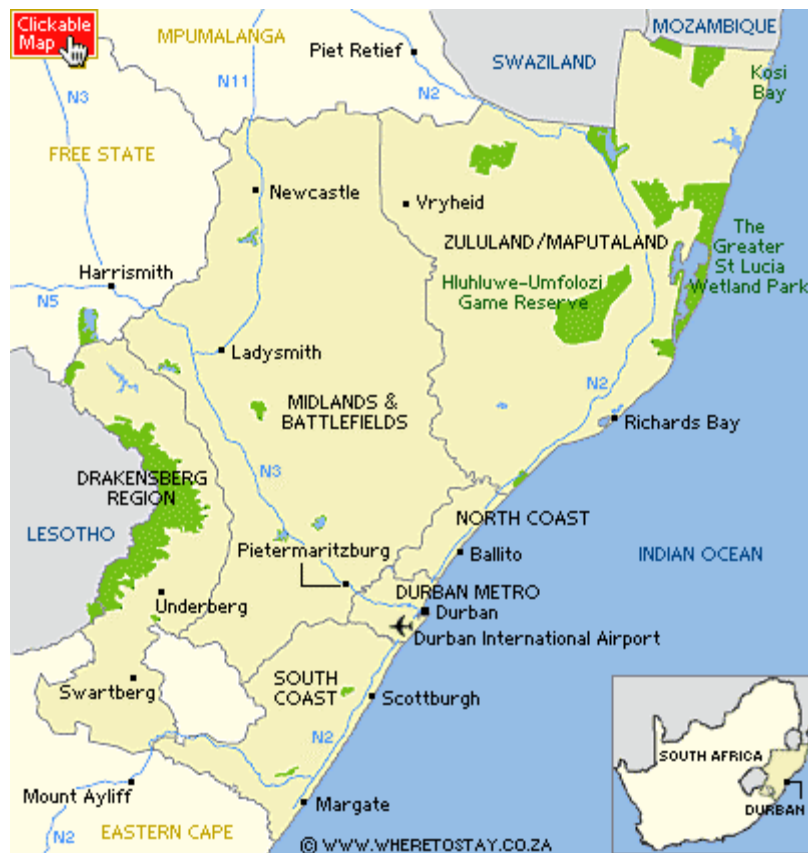 Clickable
Map
MPUMALANGA
MOZAMBIQUE
Piet Retief
SWAZILAND
Kosi
Bay
N3
N11
N2
FREE STATE
Newcastle
Vryheid
The
Greater
St Lucia
Wetland Park
ZULULAND/MAPUTALAND
Harrismith
Hluhluwe-Umfolozi
Game Reserve
N5
Ladysmith
N2
MIDLANDS &
BATTLEFIELDS
Richards Bay
N3
DRAKENSBERG
REGION
NORTH COAST
LESOTHO
Pietermaritzburg
Ballito
INDIAN OCEAN
DURBAN METRO
Underberg
Durban
Durban International Airport
SOUTH
COAST
Swartberg
Scottburgh
N2
SOUTH AFRICA
Mount Ayliff
Margate
DURBAN
N2
EASTERN CAPE
© WWW.WHERETOSTAY.CO.ZA